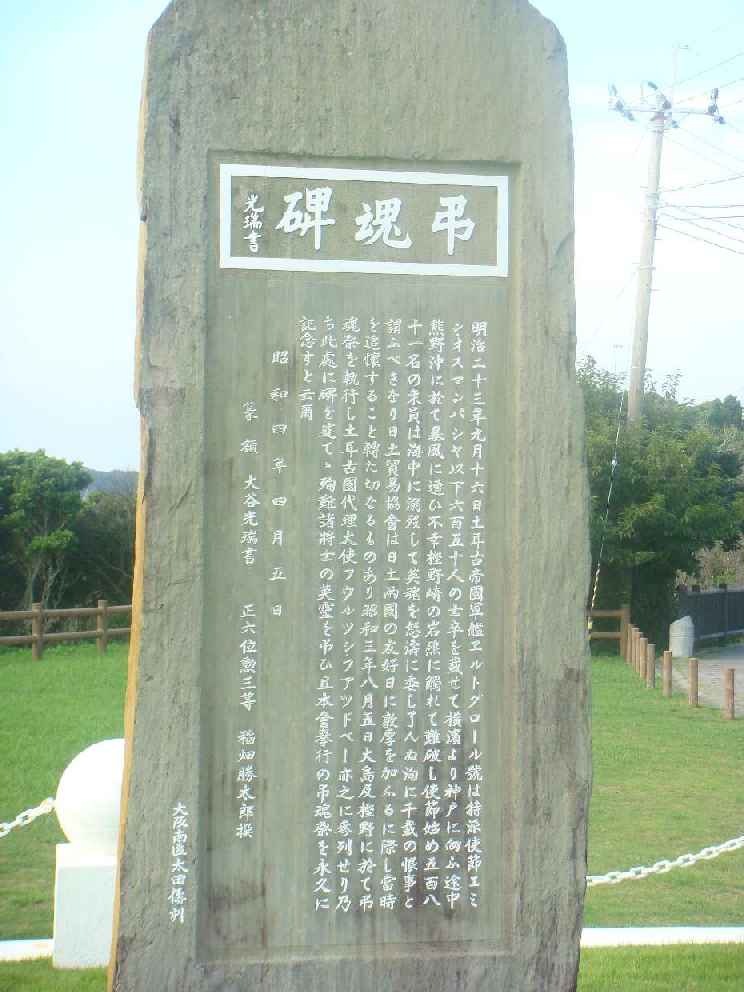 弔魂碑
光瑞書
明治二十三年九月十六日土耳古帝國軍艦エルトグロール號は特派使節エミ
シオスマンパシヤ以下六百五十人の士卒を載せて橫濱より神戸に向ふ途中
熊野沖に於て暴風に遭ひ不幸樫野崎の岩礁に觸れて難破し使節始め五百八
十一名の乘員は海中に溺歿して英魂を怒濤に委し了んぬ洵に千載の恨事と
謂ふべきなり日土貿易協會は日土兩國の友好日に敦厚を加ふるに際し當時
を追懷すること轉た切なるものあり昭和三年八月五日大島及樫野に於て弔
魂祭を執行し土耳古國代理大使フウルツシフアツドベー亦之に參列せり乃
ち此處に碑を建てゝ殉難諸將士の英靈を弔ひ且本會擧行の弔魂祭を永久に
記念すと云爾
昭和四年四月五日
篆額 大谷光瑞書 正六位勲三等 稲畑勝太郎撰
大阪南區太田
刻